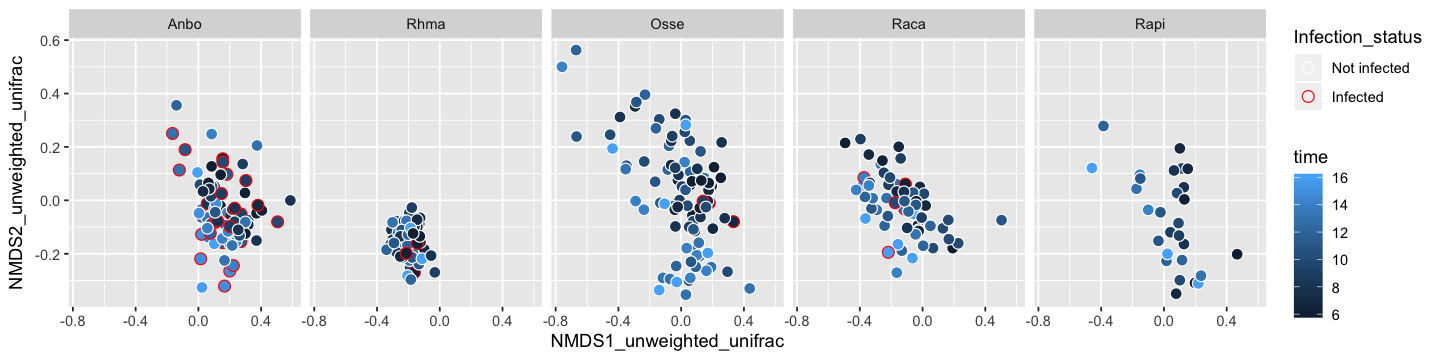 Anbo Rhma Osse Raca Rapi
NMDS2_unweighted_unifrac
0.6
0.4
0.2
0.0
-0.2
-0.8 -0.4 0.0 0.4 -0.8 -0.4 0.0 0.4 -0.8 -0.4 0.0 0.4 -0.8 -0.4 0.0 0.4 -0.8 -0.4 0.0 0.4
NMDS1_unweighted_unifrac
Infection_status
Not infected
Infected
time
16
14
12
10
8
6